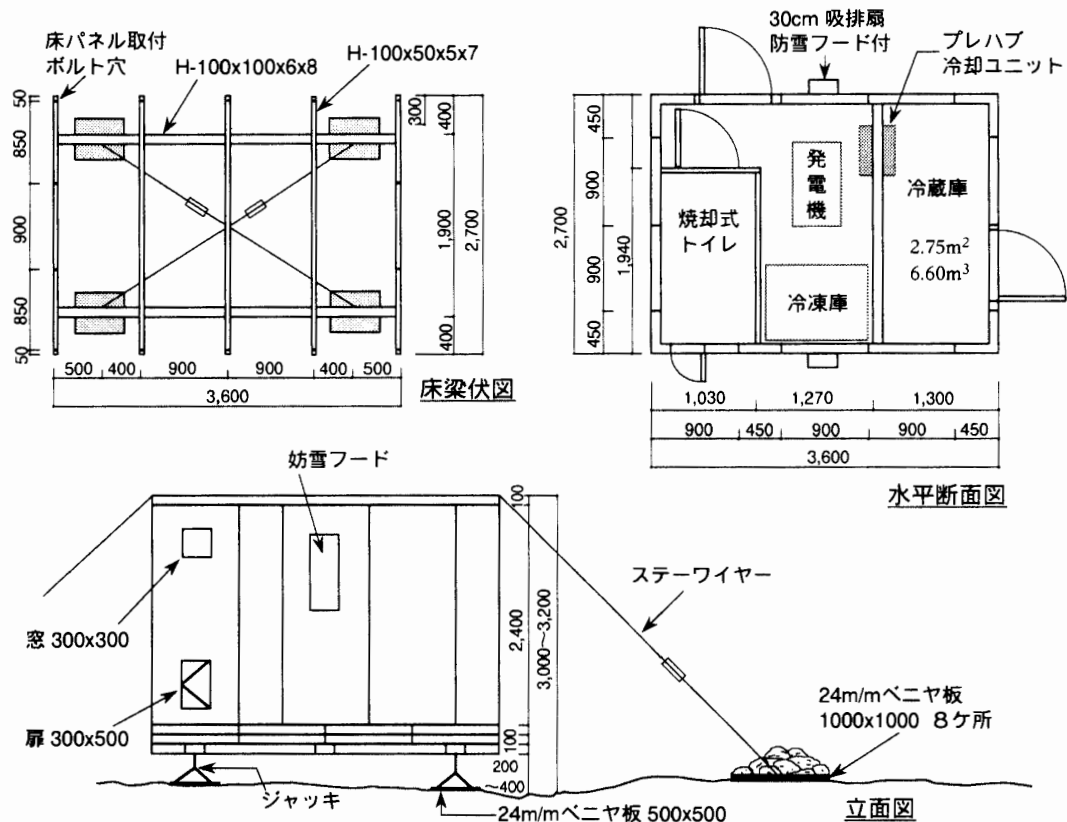 床パネル取付
ボルト穴
H-100x100x6x8
H-100x50x5x7
50
850
900
850
50
300
400
1,900
400
2,700
500
400
900
900
400
500
3,600
床梁伏図
30cm 吸排扇
防雪フード付
プレハブ
冷却ユニット
450
900
900
450
2,700
1,940
発電機
焼却式
トイレ
冷蔵庫
2.75m²
6.60m³
冷凍庫
1,030
1,270
1,300
900
450
900
900
450
3,600
水平断面図
妨雪フード
窓 300x300
扉 300x500
ジャッキ
100
2,400
3,000～3,200
100
200
～400
24m/mベニヤ板 500x500
ステーワイヤー
24m/mベニヤ板
1000x1000 8ケ所
立面図